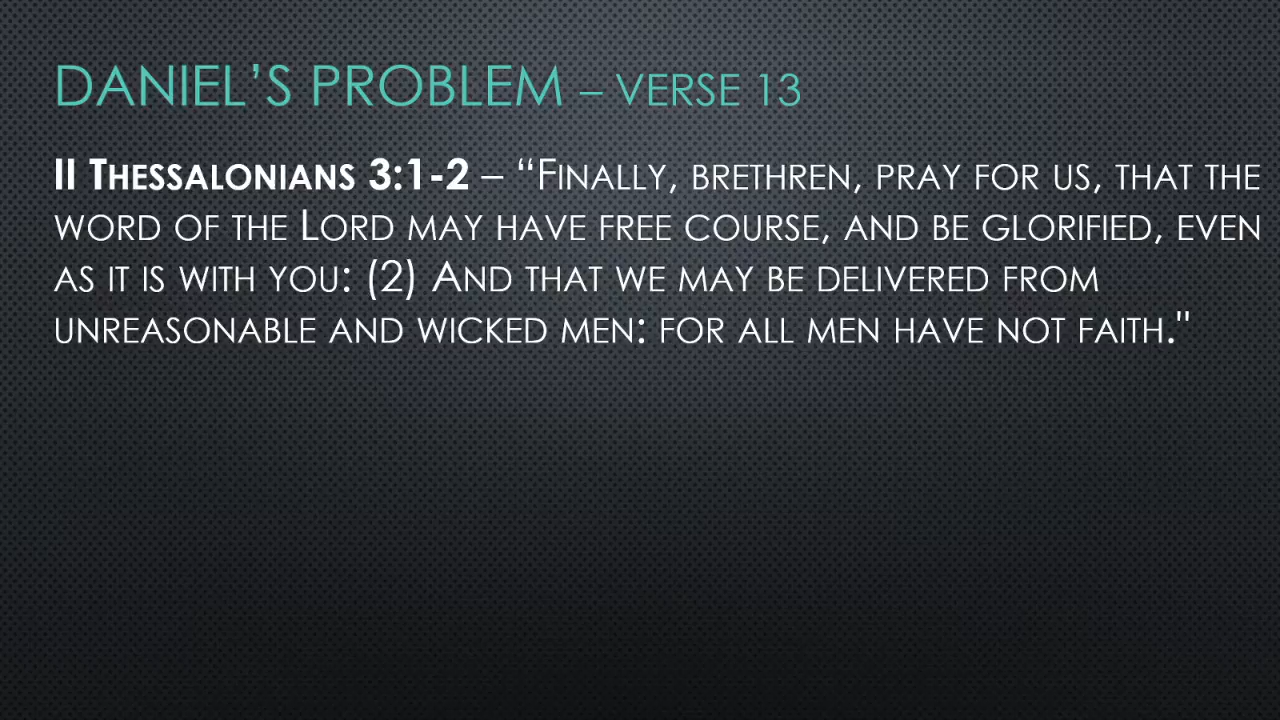 DANIEL’S PROBLEM – VERSE 13
II THESSALONIANS 3:1-2 – “FINALLY, BRETHREN, PRAY FOR US, THAT THE
WORD OF THE LORD MAY HAVE FREE COURSE, AND BE GLORIFIED, EVEN
AS IT IS WITH YOU: (2) AND THAT WE MAY BE DELIVERED FROM
UNREASONABLE AND WICKED MEN: FOR ALL MEN HAVE NOT FAITH."